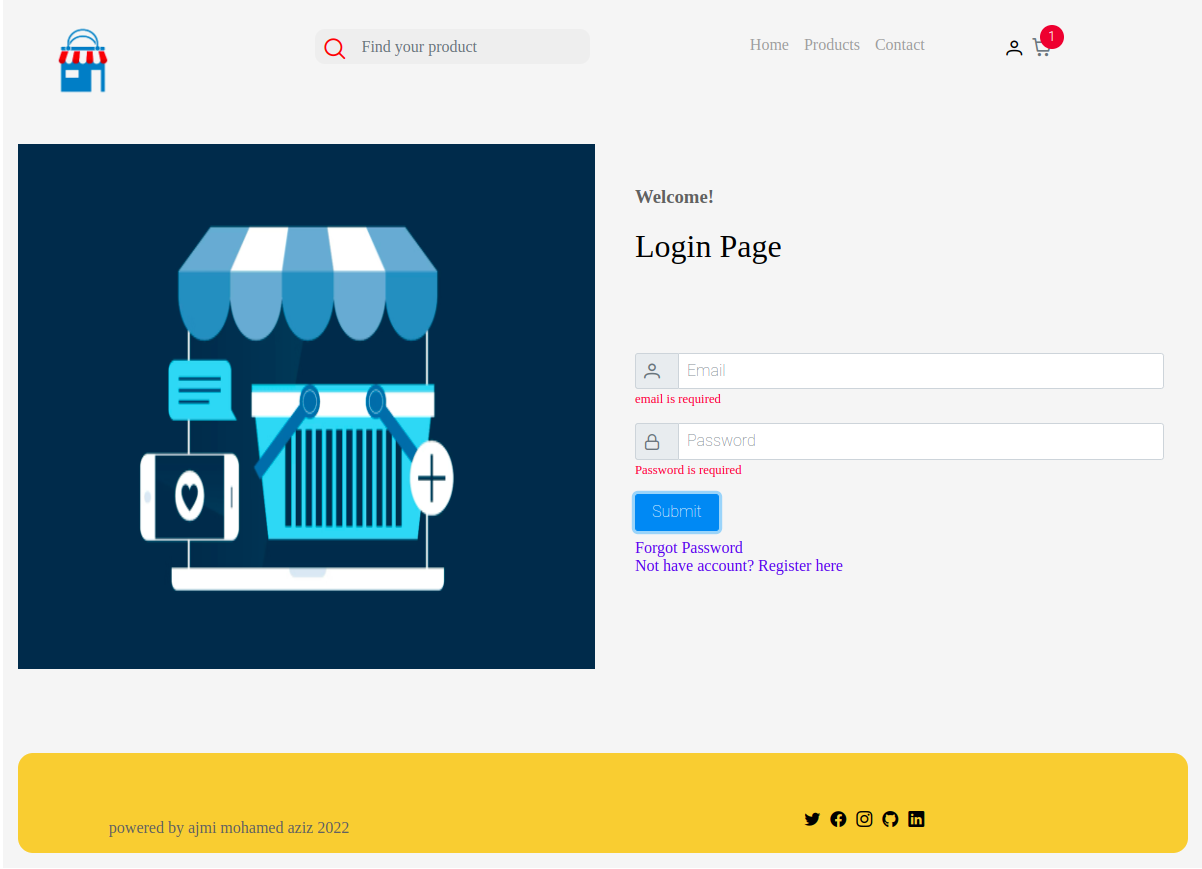 Find your product
Home Products Contact
1
Welcome!
Login Page
Email
email is required
Password
Password is required
Submit
Forgot Password
Not have account? Register here
powered by ajmi mohamed aziz 2022